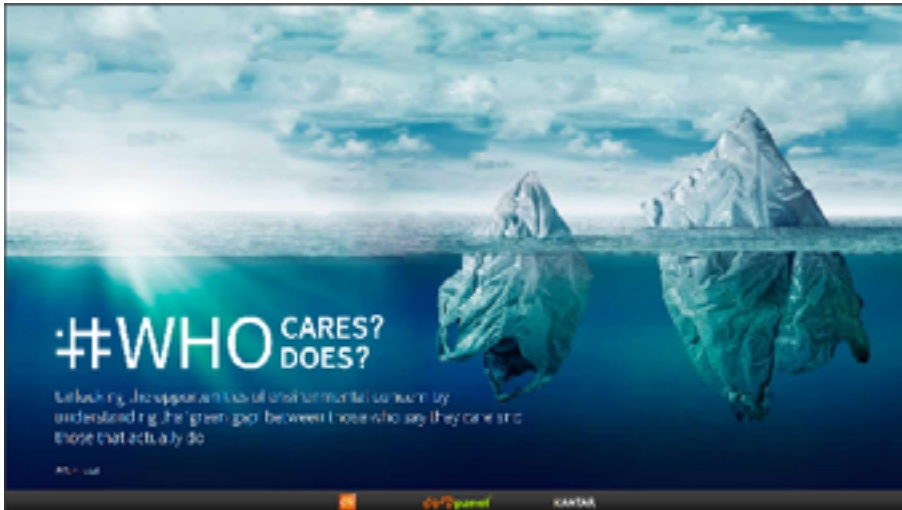 #WHO CARES? DOES?
Unlocking the opportunities of environmental concern by
understanding the 'green gap' between those who say they care and
those that actually do
KANTAR